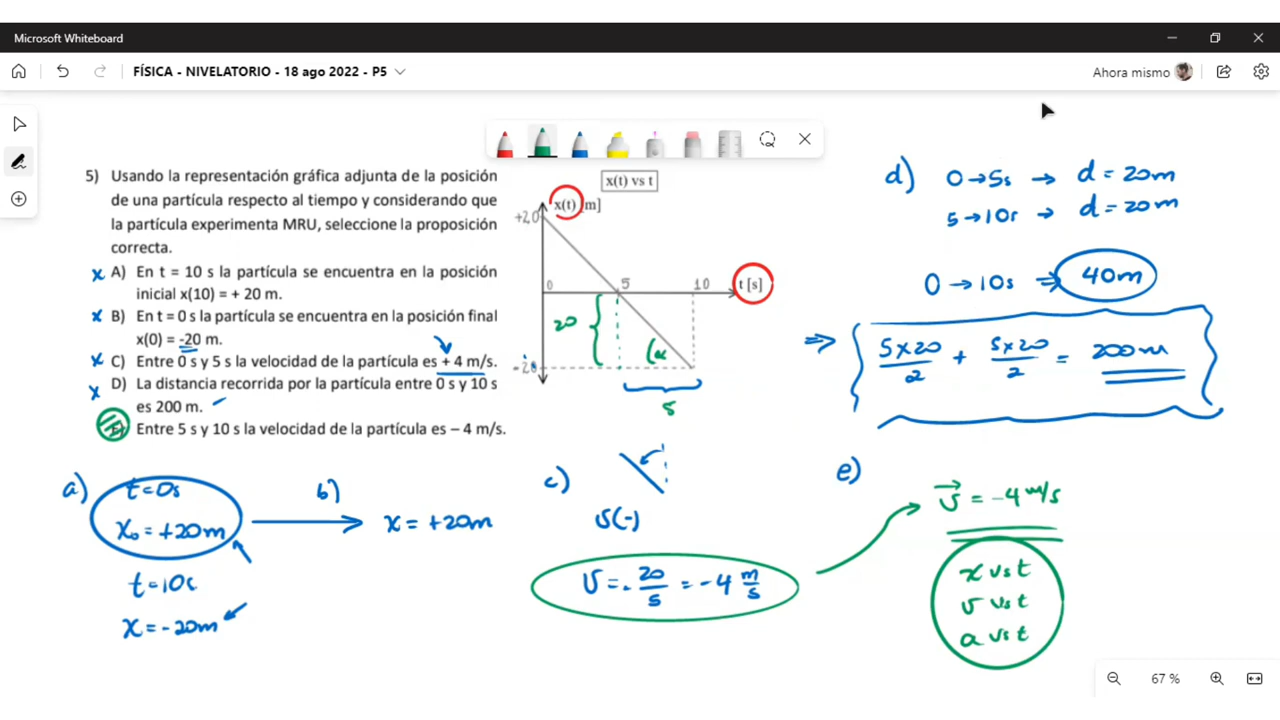 Microsoft Whiteboard
FÍSICA - NIVELATORIO - 18 ago 2022 - P5
Ahora mismo
5) Usando la representación gráfica adjunta de la posición
de una partícula respecto al tiempo y considerando que
la partícula experimenta MRU, seleccione la proposición
correcta.
x A) En t = 10 s la partícula se encuentra en la posición
inicial x(10) = + 20 m.
x B) En t = 0 s la partícula se encuentra en la posición final
x(0) = -20 m.
x C) Entre 0 s y 5 s la velocidad de la partícula es + 4 m/s.
x D) La distancia recorrida por la partícula entre 0 s y 10 s
es 200 m.
Entre 5 s y 10 s la velocidad de la partícula es – 4 m/s.
x(t) vs t
x(t) [m]
+20
0 5 10 t [s]
20
α
-20
5
d) 0→5s → d = 20m
5→10s → d = 20m
0→10s ⇒ 40m
⇒ 5x20/2 + 5x20/2 = 200m
a) t=0s
x₀=+20m
t=10s
x=-20m
b)
x=+20m
c)
v(-)
v=-20/5=-4 m/s
e)
v⃗ = -4 m/s
x vs t
v vs t
a vs t
67 %